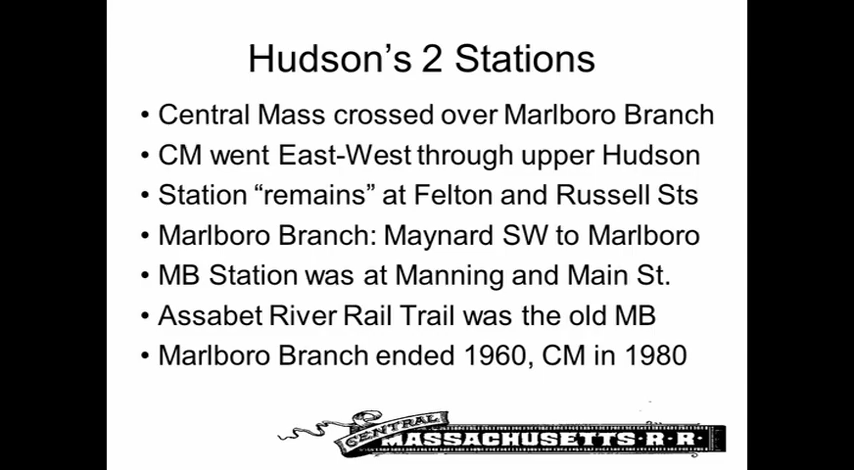 Hudson's 2 Stations
• Central Mass crossed over Marlboro Branch
• CM went East-West through upper Hudson
• Station “remains” at Felton and Russell Sts
• Marlboro Branch: Maynard SW to Marlboro
• MB Station was at Manning and Main St.
• Assabet River Rail Trail was the old MB
• Marlboro Branch ended 1960, CM in 1980
CENTRAL
MASSACHUSETTS·R·R·